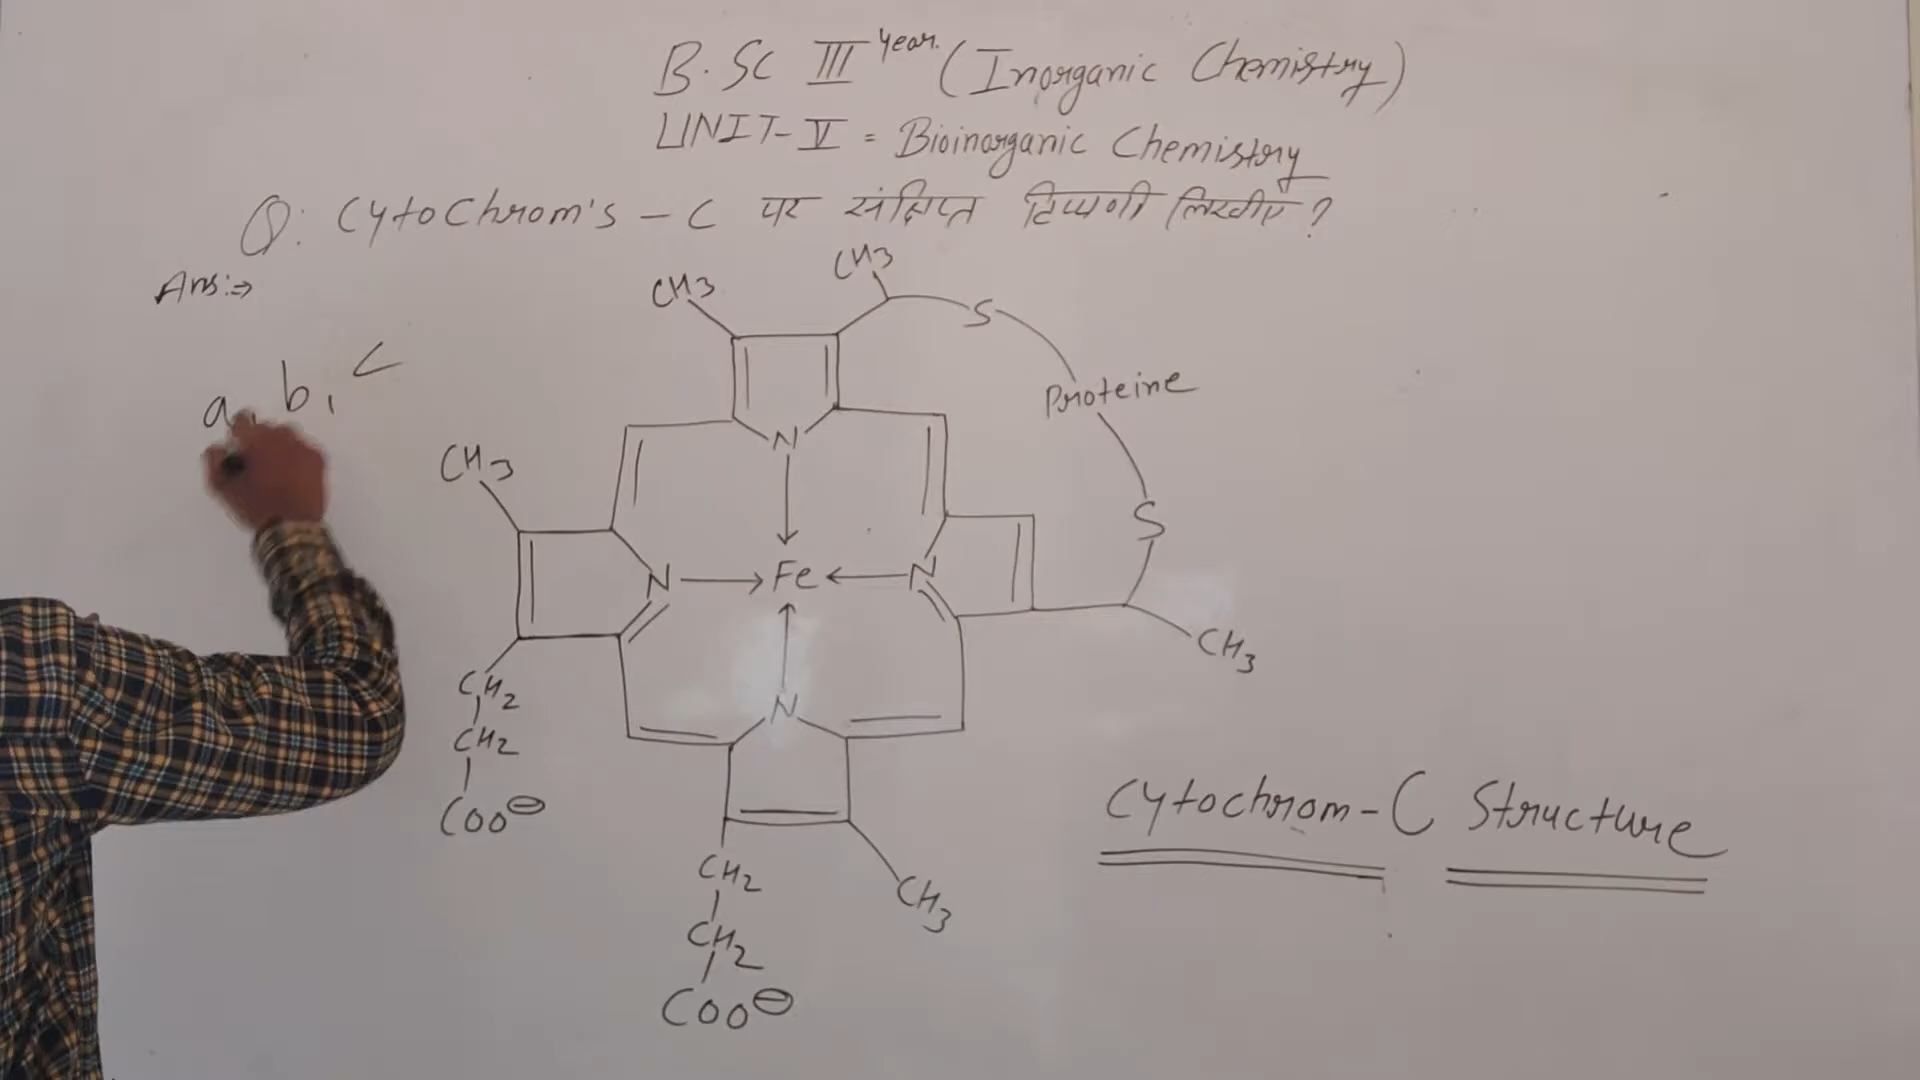 B.Sc III Year. (Inorganic Chemistry)
UNIT-V = Bioinorganic Chemistry
Q: Cytochrom's - C पर संक्षिप्त टिप्पणी लिखीए ?
Ans:⇒
CH3
CH3
S
a, b, c
Proteine
N
CH3
S
N → Fe ← N
CH3
N
CH2
CH2
COO⊖
Cytochrom-C Structure
CH2
CH3
CH2
COO⊖